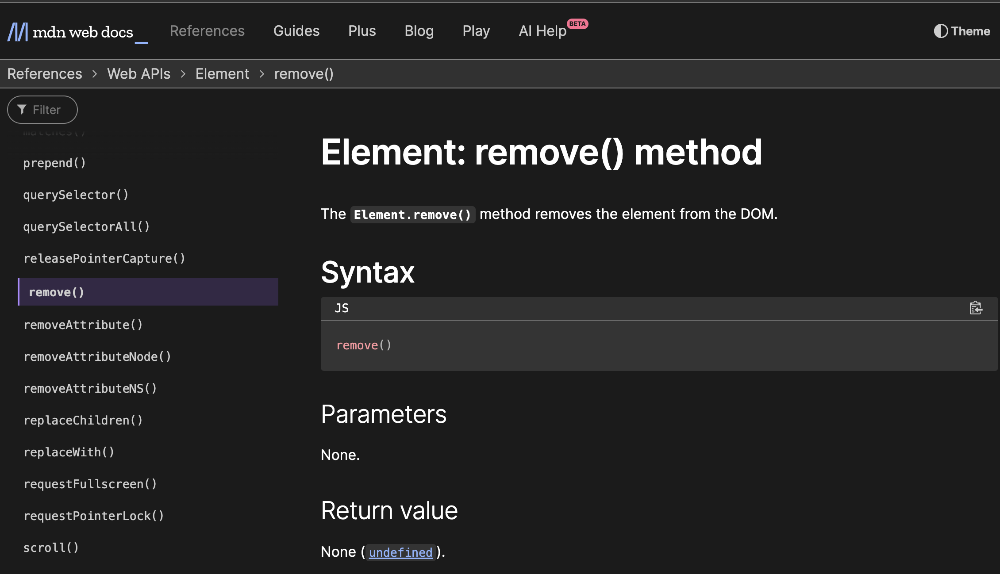 mdn web docs_
References
Guides
Plus
Blog
Play
AI Help BETA
Theme
References > Web APIs > Element > remove()
Filter
matches()
prepend()
querySelector()
querySelectorAll()
releasePointerCapture()
remove()
removeAttribute()
removeAttributeNode()
removeAttributeNS()
replaceChildren()
replaceWith()
requestFullscreen()
requestPointerLock()
scroll()
Element: remove() method
The Element.remove() method removes the element from the DOM.
Syntax
JS
remove()
Parameters
None.
Return value
None (undefined).